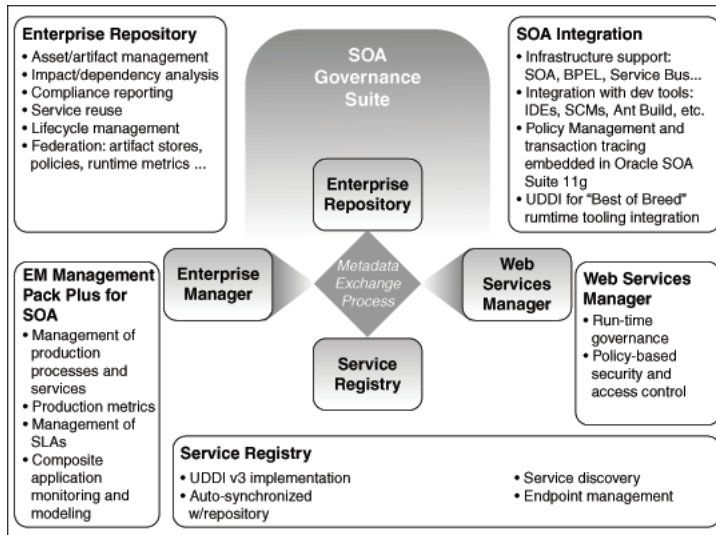 Enterprise Repository
• Asset/artifact management
• Impact/dependency analysis
• Compliance reporting
• Service reuse
• Lifecycle management
• Federation: artifact stores,
policies, runtime metrics ...
SOA
Governance
Suite
SOA Integration
• Infrastructure support:
SOA, BPEL, Service Bus...
• Integration with dev tools:
IDEs, SCMs, Ant Build, etc.
• Policy Management and
transaction tracing
embedded in Oracle SOA
Suite 11g
• UDDI for “Best of Breed”
rumtime tooling integration
Enterprise
Repository
Enterprise
Manager
Metadata
Exchange
Process
Web
Services
Manager
Service
Registry
EM Management
Pack Plus for
SOA
• Management of
production
processes and
services
• Production metrics
• Management of
SLAs
• Composite
application
monitoring and
modeling
Web Services
Manager
• Run-time
governance
• Policy-based
security and
access control
Service Registry
• UDDI v3 implementation
• Auto-synchronized
w/repository
• Service discovery
• Endpoint management